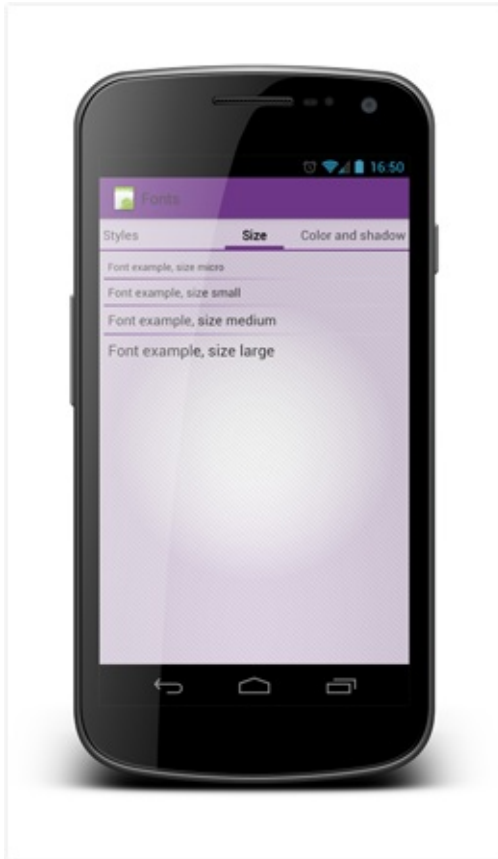 16:50
Fonts
Styles Size Color and shadow
Font example, size micro
Font example, size small
Font example, size medium
Font example, size large